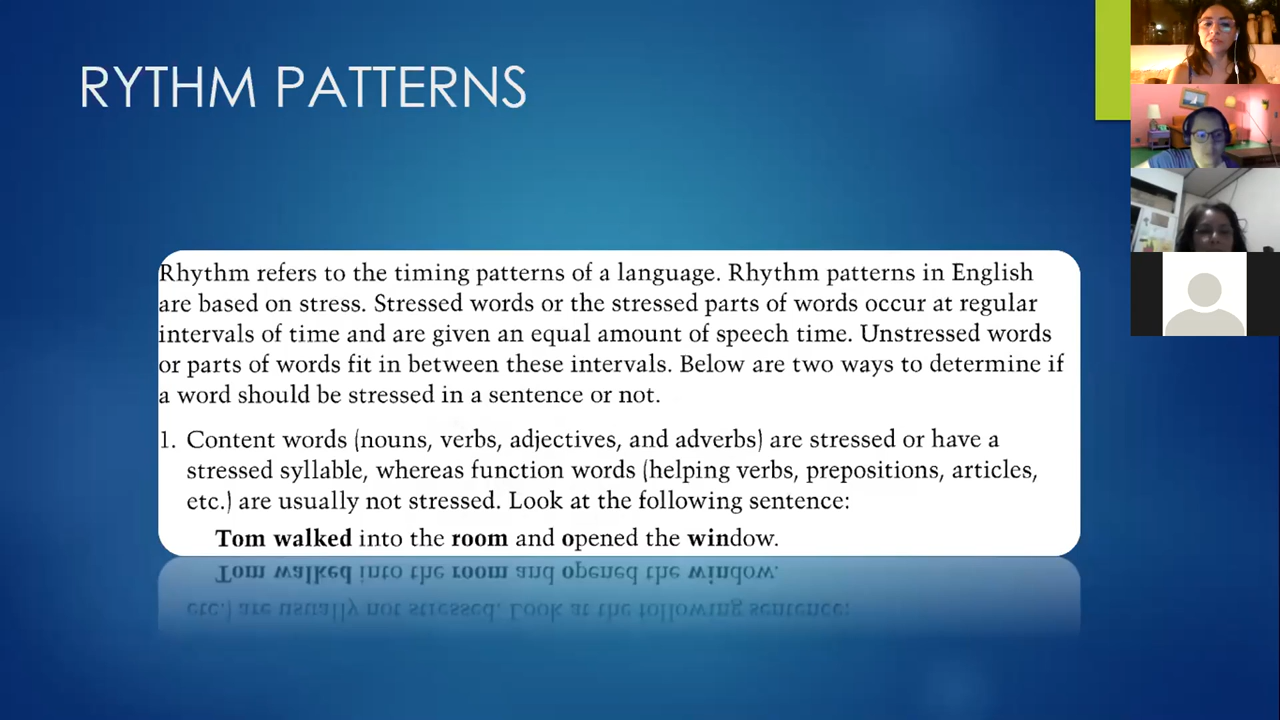 RYTHM PATTERNS
Rhythm refers to the timing patterns of a language. Rhythm patterns in English
are based on stress. Stressed words or the stressed parts of words occur at regular
intervals of time and are given an equal amount of speech time. Unstressed words
or parts of words fit in between these intervals. Below are two ways to determine if
a word should be stressed in a sentence or not.
1. Content words (nouns, verbs, adjectives, and adverbs) are stressed or have a
stressed syllable, whereas function words (helping verbs, prepositions, articles,
etc.) are usually not stressed. Look at the following sentence:
Tom walked into the room and opened the window.